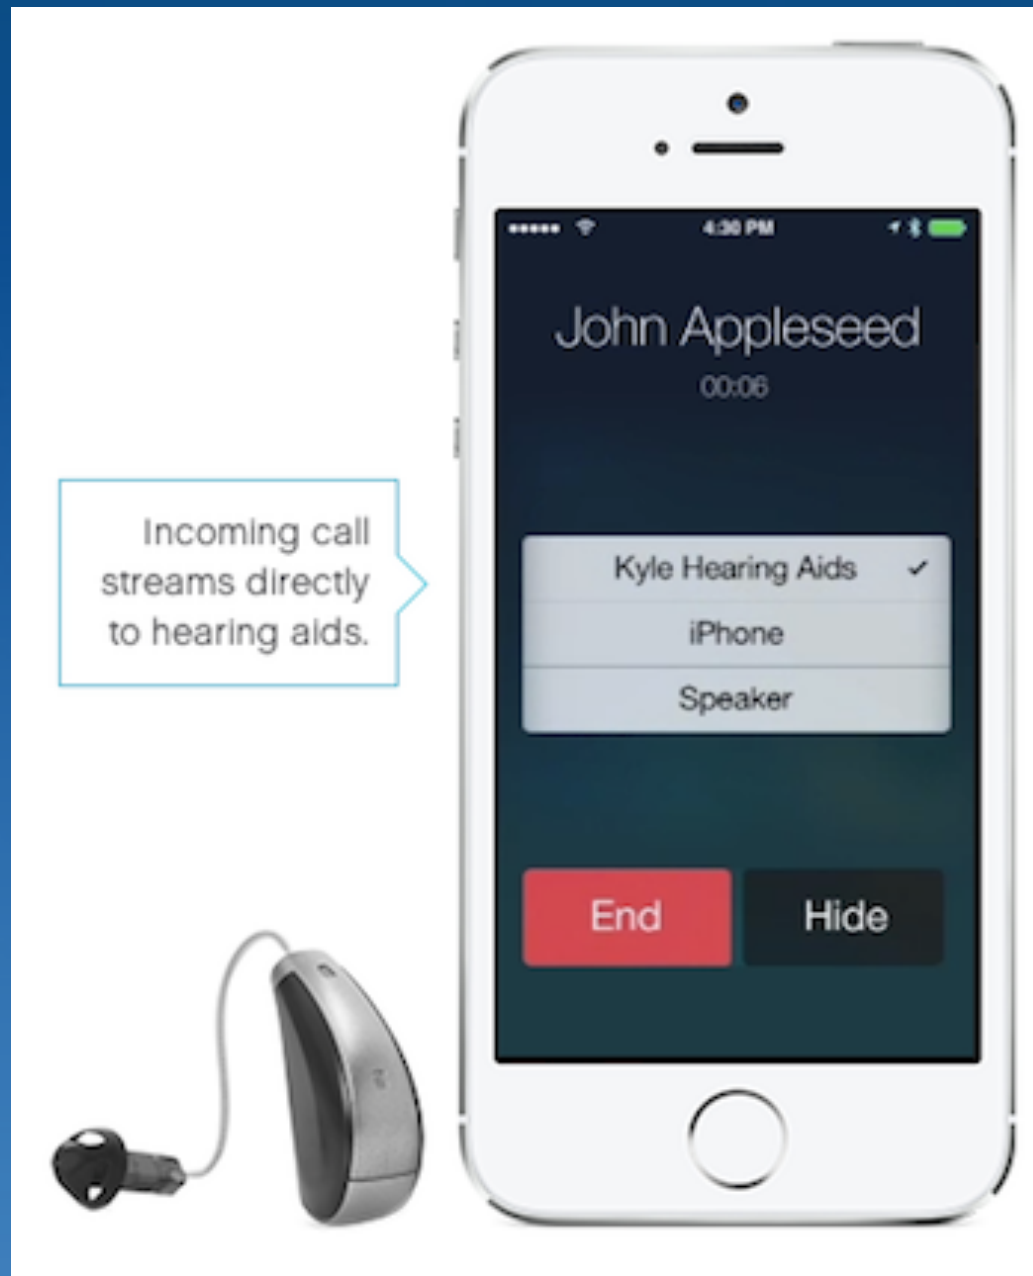 4:30 PM
John Appleseed
00:06
Incoming call
streams directly
to hearing aids.
Kyle Hearing Aids
iPhone
Speaker
End
Hide